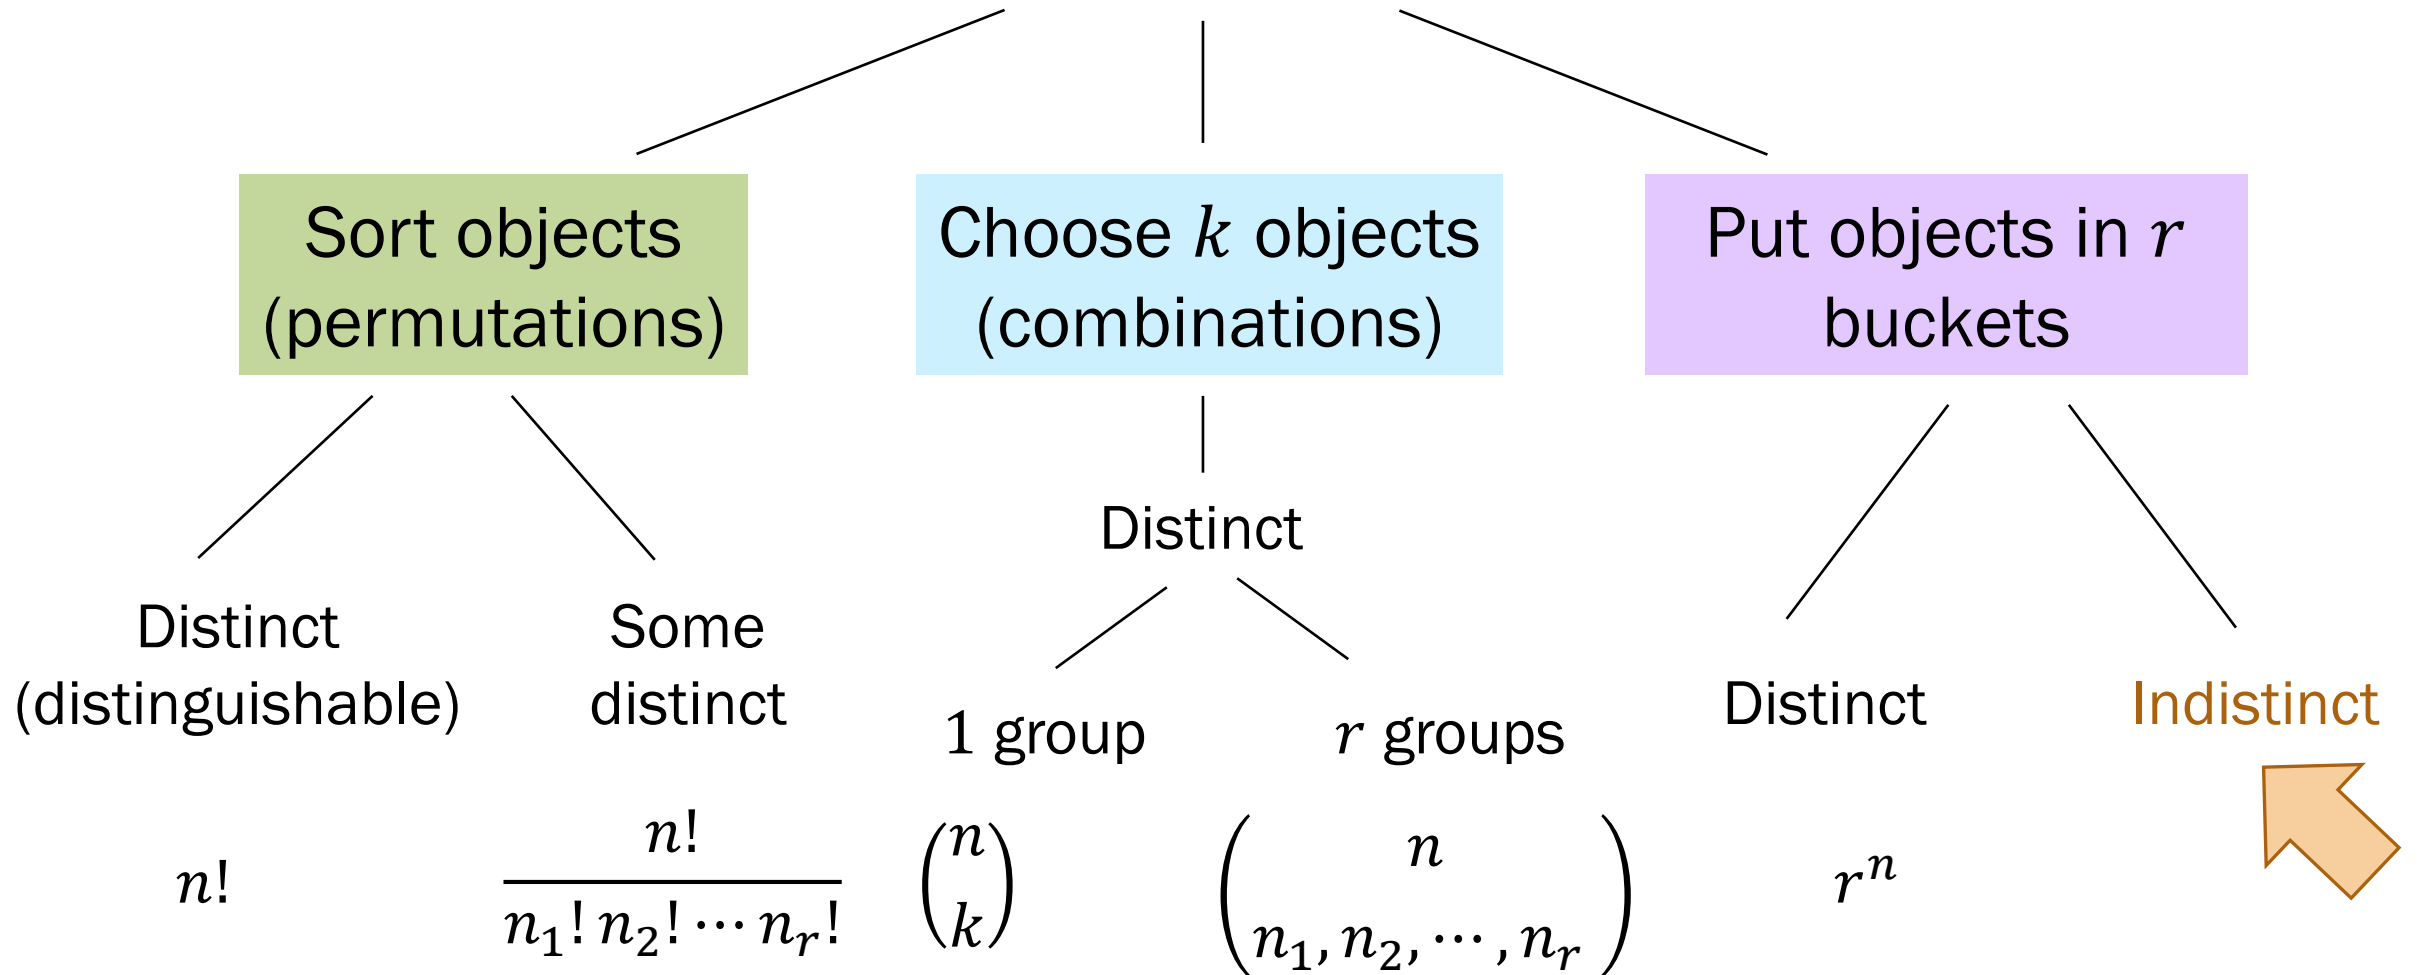 Sort objects
(permutations)
Choose k objects
(combinations)
Put objects in r
buckets
Distinct
Distinct
(distinguishable)
Some
distinct
1 group
r groups
Distinct
Indistinct
n!
n!
n₁! n₂! ⋯ nᵣ!
(n
k)
(n
n₁, n₂, ⋯ , nᵣ)
rⁿ